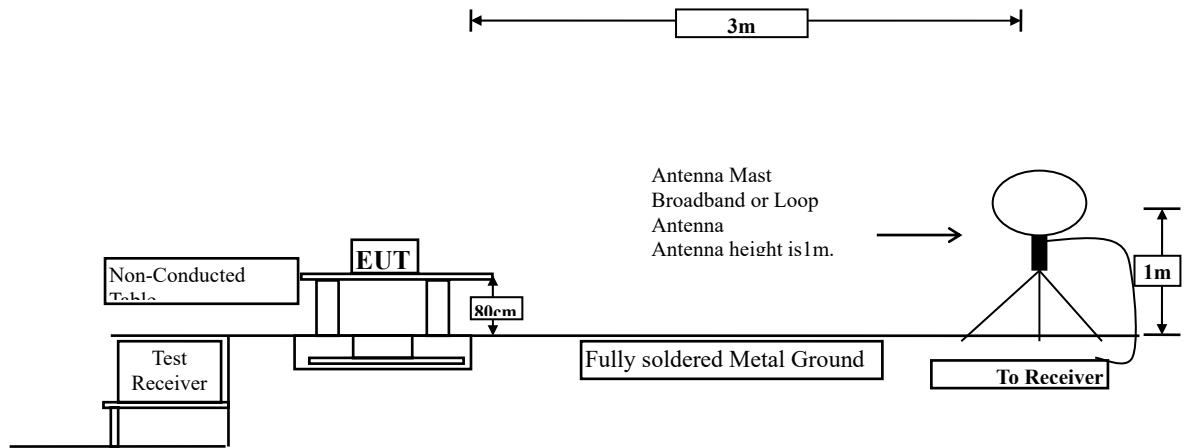 3m
Antenna Mast
Broadband or Loop
Antenna
Antenna height is1m.
EUT
Non-Conducted
Table
80cm
1m
Test
Receiver
Fully soldered Metal Ground
To Receiver